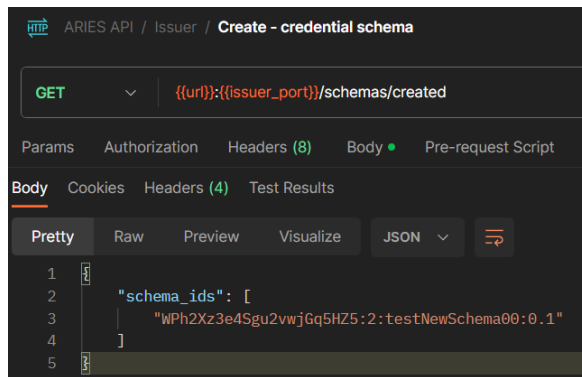 HTTP ARIES API / Issuer / Create - credential schema
GET {{url}}:{{issuer_port}}/schemas/created
Params Authorization Headers (8) Body Pre-request Script
Body Cookies Headers (4) Test Results
Pretty Raw Preview Visualize JSON
1 {
2 "schema_ids": [
3 "WPh2Xz3e4Sgu2vwjGq5HZ5:2:testNewSchema00:0.1"
4 ]
5 }